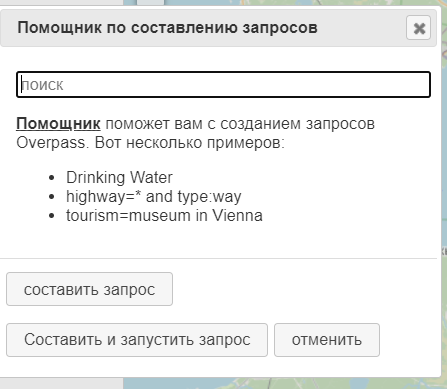 Помощник по составлению запросов
поиск
Помощник поможет вам с созданием запросов
Overpass. Вот несколько примеров:
Drinking Water
highway=* and type:way
tourism=museum in Vienna
составить запрос
Составить и запустить запрос
отменить